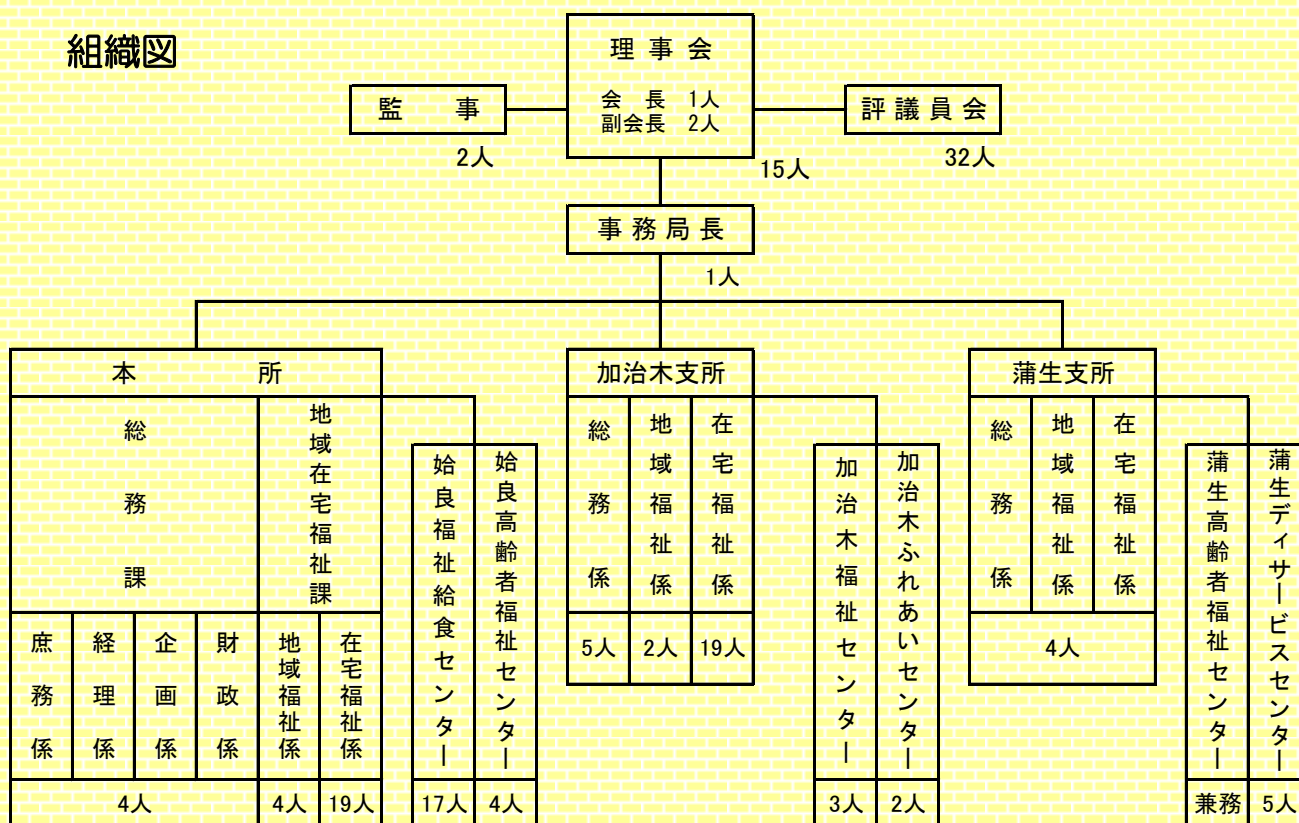 組織図
理事会
会　長　1人
副会長　2人
15人
監　　事
2人
評議員会
32人
事務局長
1人
本　　　所
総務課
地域在宅福祉課
庶務係
経理係
企画係
財政係
4人
地域福祉係
4人
在宅福祉係
19人
姶良福祉給食センター
17人
姶良高齢者福祉センター
4人
加治木支所
総務係
5人
地域福祉係
2人
在宅福祉係
19人
加治木福祉センター
3人
加治木ふれあいセンター
2人
蒲生支所
総務係
地域福祉係
在宅福祉係
4人
蒲生高齢者福祉センター
兼務
蒲生ディサービスセンター
5人